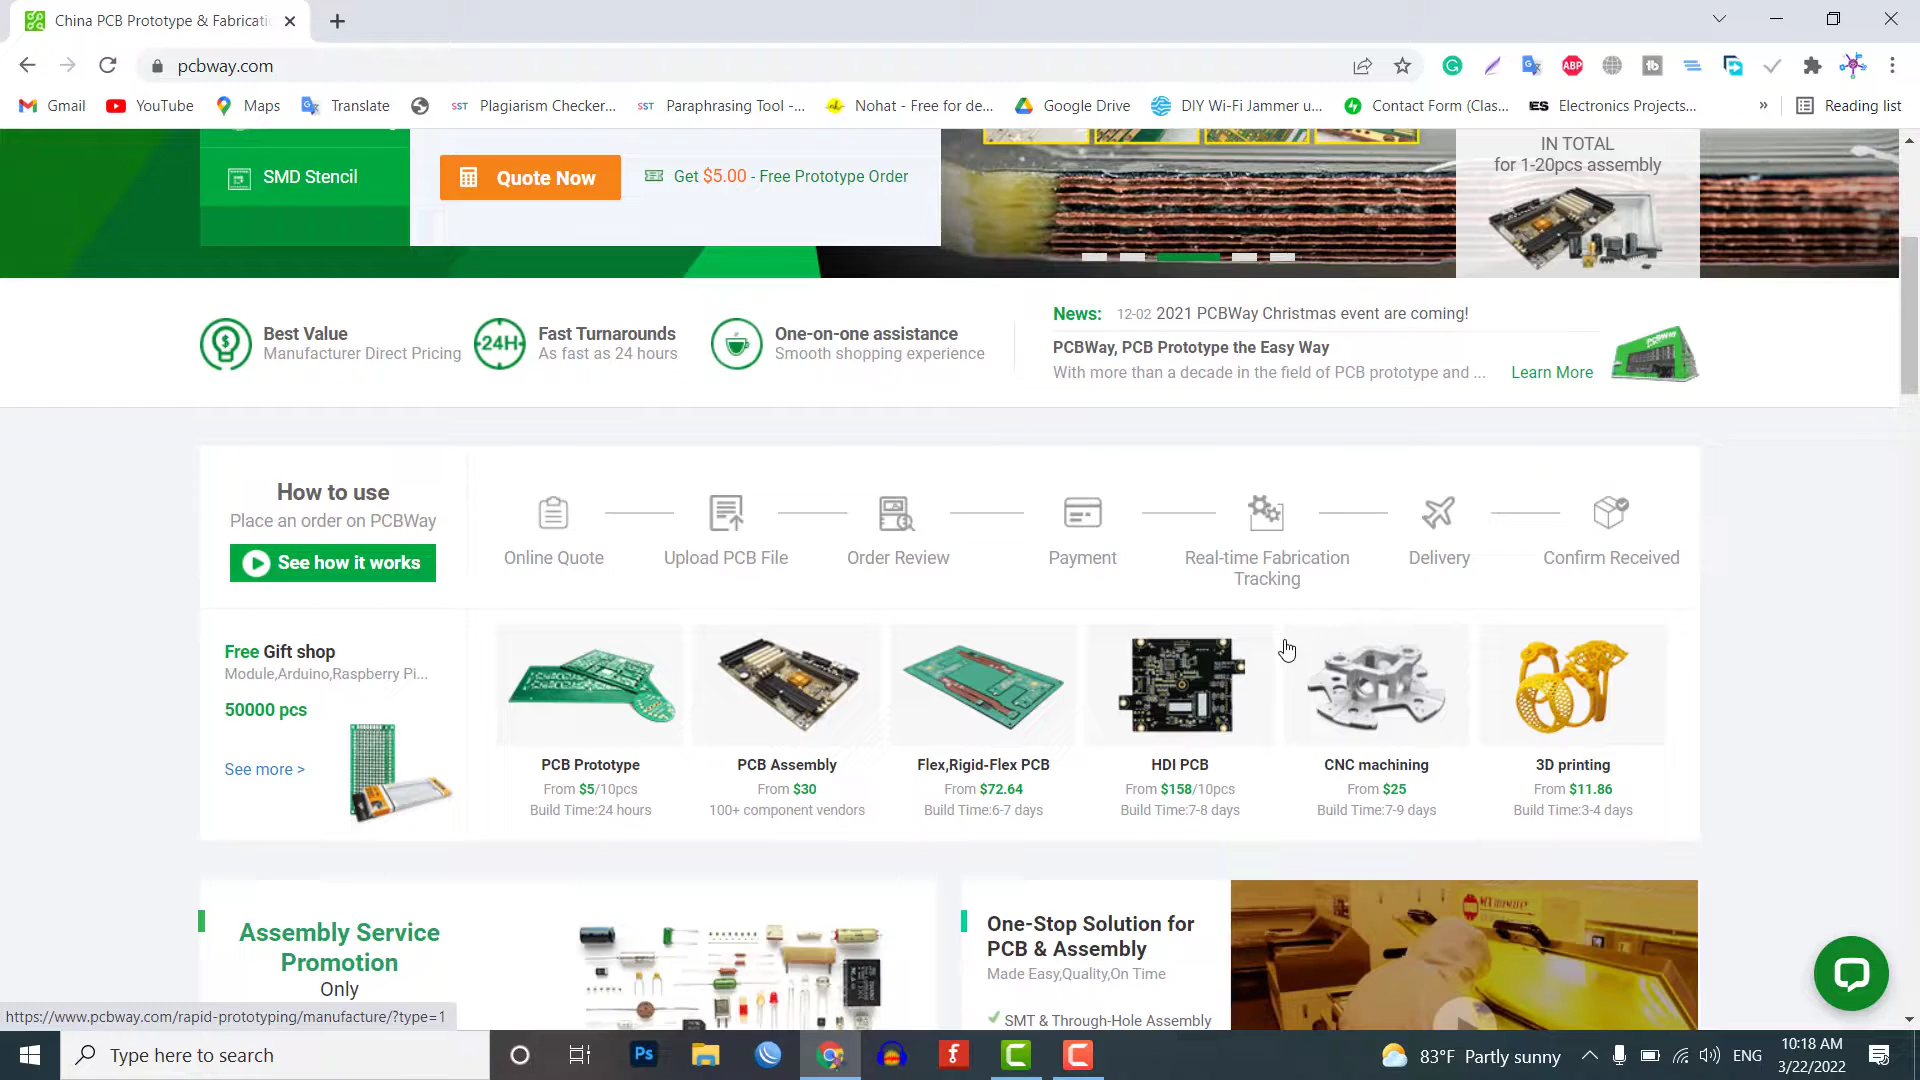 China PCB Prototype & Fabricatio
pcbway.com
Gmail
YouTube
Maps
Translate
SST Plagiarism Checker...
SST Paraphrasing Tool -...
Nohat - Free for de...
Google Drive
DIY Wi-Fi Jammer u...
Contact Form (Clas...
ES Electronics Projects...
»
Reading list
ABP
SMD Stencil
Quote Now
Get $5.00 - Free Prototype Order
IN TOTAL
for 1-20pcs assembly
Best Value
Manufacturer Direct Pricing
24H
Fast Turnarounds
As fast as 24 hours
One-on-one assistance
Smooth shopping experience
News: 12-02 2021 PCBWay Christmas event are coming!
PCBWay, PCB Prototype the Easy Way
With more than a decade in the field of PCB prototype and ...
Learn More
How to use
Place an order on PCBWay
See how it works
Online Quote
Upload PCB File
Order Review
Payment
Real-time Fabrication
Tracking
Delivery
Confirm Received
Free Gift shop
Module,Arduino,Raspberry Pi...
50000 pcs
See more >
PCB Prototype
From $5/10pcs
Build Time:24 hours
PCB Assembly
From $30
100+ component vendors
Flex,Rigid-Flex PCB
From $72.64
Build Time:6-7 days
HDI PCB
From $158/10pcs
Build Time:7-8 days
CNC machining
From $25
Build Time:7-9 days
3D printing
From $11.86
Build Time:3-4 days
Assembly Service
Promotion
Only
One-Stop Solution for
PCB & Assembly
Made Easy,Quality,On Time
SMT & Through-Hole Assembly
https://www.pcbway.com/rapid-prototyping/manufacture/?type=1
Type here to search
Ps
83°F Partly sunny
ENG
10:18 AM
3/22/2022